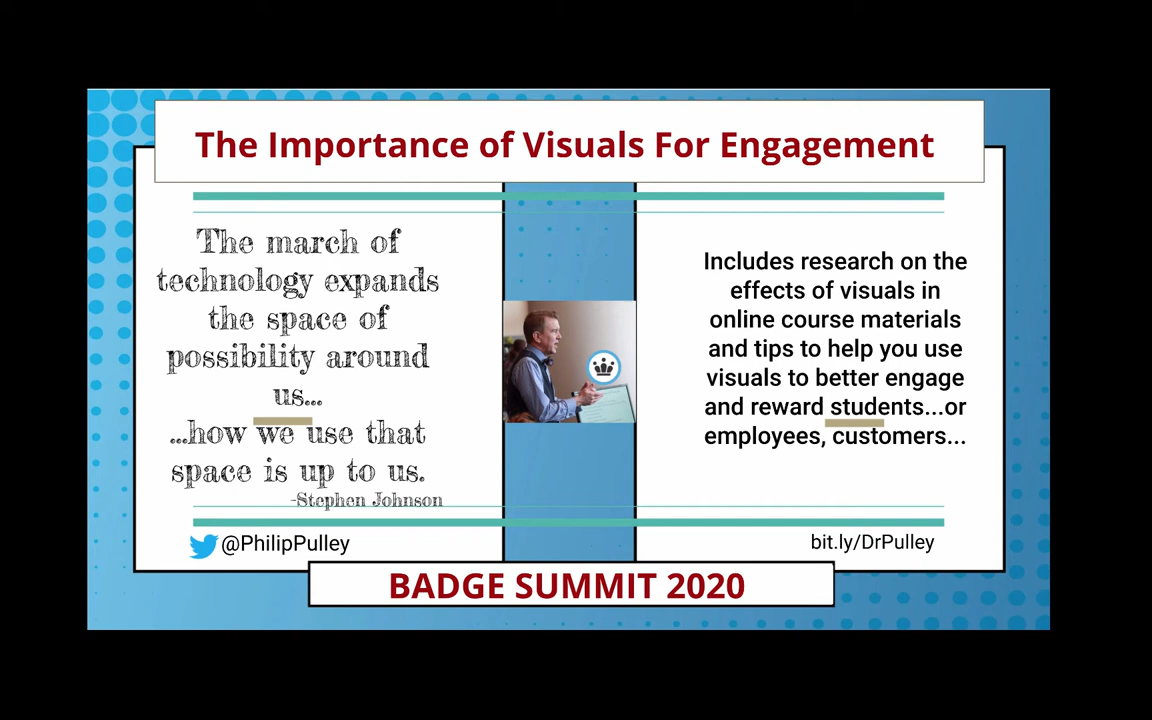 The Importance of Visuals For Engagement
The march of
technology expands
the space of
possibility around
us...
...how we use that
space is up to us.
-Stephen Johnson
Includes research on the
effects of visuals in
online course materials
and tips to help you use
visuals to better engage
and reward students...or
employees, customers...
@PhilipPulley
bit.ly/DrPulley
BADGE SUMMIT 2020